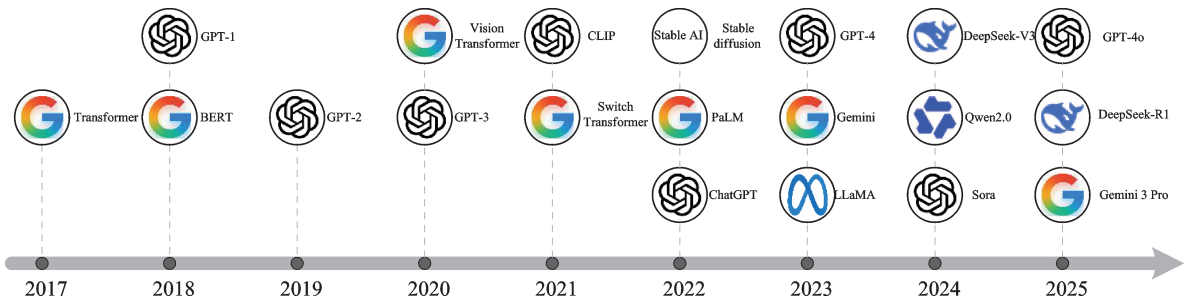 GPT-1
Vision
Transformer
CLIP
Stable AI
Stable
diffusion
GPT-4
DeepSeek-V3
GPT-4o
Transformer
BERT
GPT-2
GPT-3
Switch
Transformer
PaLM
Gemini
Qwen2.0
DeepSeek-R1
ChatGPT
LLaMA
Sora
Gemini 3 Pro
2017
2018
2019
2020
2021
2022
2023
2024
2025